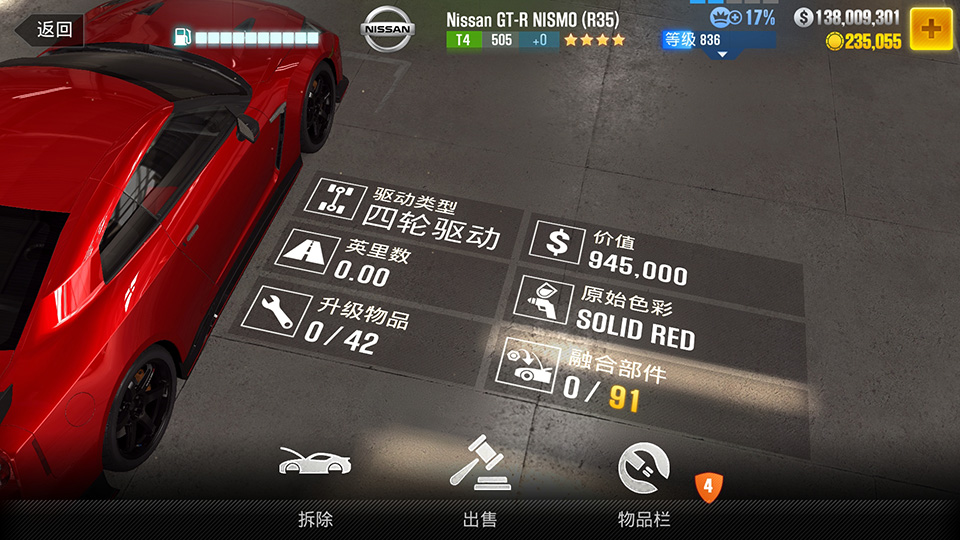 返回
NISSAN
Nissan GT-R NISMO (R35)
T4 505 +0
17%
等级 836
$ 138,009,301
235,055
驱动类型
四轮驱动
英里数
0.00
升级物品
0/42
价值
945,000
原始色彩
SOLID RED
融合部件
0/ 91
拆除
出售
物品栏
4